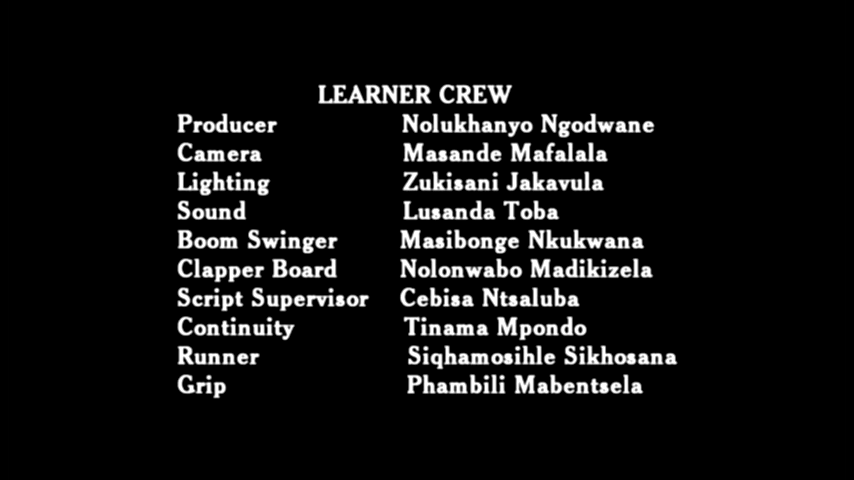 LEARNER CREW
Producer Nolukhanyo Ngodwane
Camera Masande Mafalala
Lighting Zukisani Jakavula
Sound Lusanda Toba
Boom Swinger Masibonge Nkukwana
Clapper Board Nolonwabo Madikizela
Script Supervisor Cebisa Ntsaluba
Continuity Tinama Mpondo
Runner Siqhamosihle Sikhosana
Grip Phambili Mabentsela